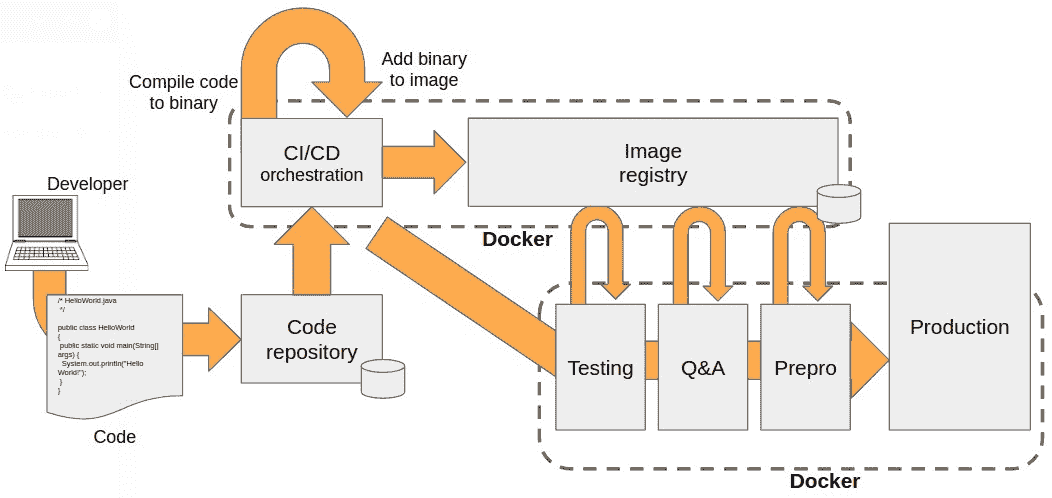 Compile code
to binary
Add binary
to image
CI/CD
orchestration
Image
registry
Developer
Docker
/* HelloWorld.java
*/
public class HelloWorld
{
public static void main(String[]
args) {
System.out.println("Hello
World!");
}
}
Code
repository
Code
Testing
Q&A
Prepro
Production
Docker